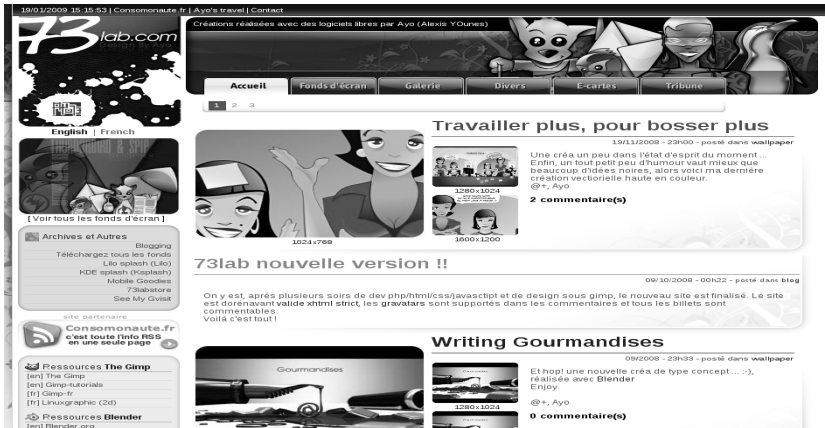 19/01/2009 15:15:53 | Consomonaute.fr | Ayo's travel | Contact
73lab.com
Design By Ayo
Créations réalisées avec des logiciels libres par Ayo (Alexis YOunes)
Accueil
Fonds d'écran
Galerie
Divers
E-cartes
Tribune
1 2 3
English | French
[ Voir tous les fonds d'écran ]
Archives et Autres
Blogging
Téléchargez tous les fonds
Lilo splash (Lilo)
KDE splash (Ksplash)
Mobile Goodies
73labstore
See My Gvisit
site partenaire
Consomonaute.fr
c'est toute l'info RSS
en une seule page
Ressources The Gimp
[en] The Gimp
[en] Gimp-tutorials
[fr] Gimp-fr
[fr] Linuxgraphic (2d)
Ressources Blender
[en] Blender.org
1024x768
Travailler plus, pour bosser plus
19/11/2008 - 23h00 - posté dans wallpaper
1280x1024
1600x1200
Une créa un peu dans l'état d'esprit du moment ...
Enfin, un tout petit peu d'humour vaut mieux que
beaucoup d'idées noires, alors voici ma dernière
création vectiorielle haute en couleur.
@+, Ayo
2 commentaire(s)
73lab nouvelle version !!
09/10/2008 - 00h22 - posté dans blog
On y est, après plusieurs soirs de dev php/html/css/javasctipt et de design sous gimp, le nouveau site est finalisé. Le site
est dorénavant valide xhtml strict, les gravatars sont supportés dans les commentaires et tous les billets sont
commentables.
Voilà c'est tout !
Gourmandises
Writing Gourmandises
09/2008 - 23h33 - posté dans wallpaper
1280x1024
Et hop! une nouvelle créa de type concept ... :-),
réalisée avec Blender
Enjoy.
@+, Ayo
0 commentaire(s)